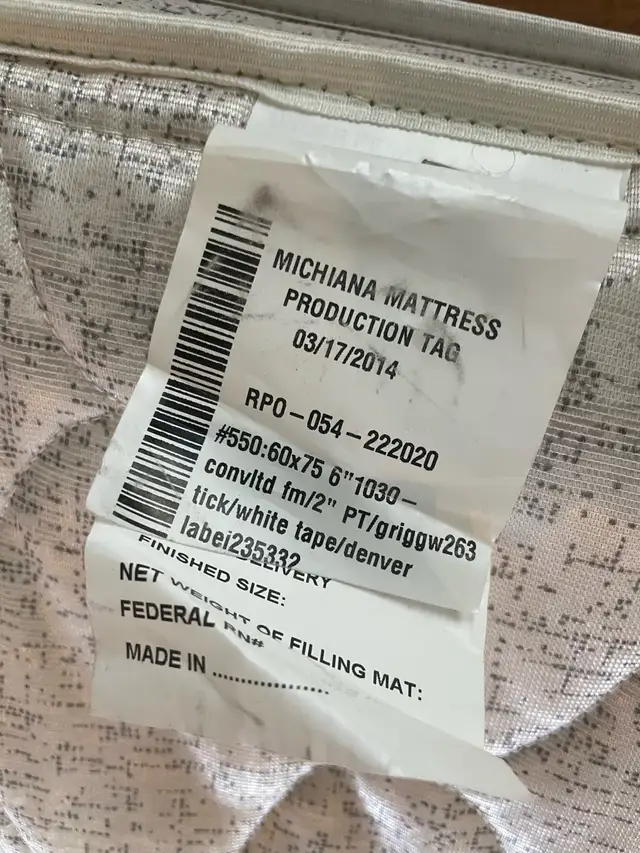 MICHIANA MATTRESS
PRODUCTION TAG
03/17/2014
RPO-054-222020
#550:60x75 6"1030-
convltd fm/2" PT/griggw263
tick/white tape/denver
label235332
DELIVERY
FINISHED SIZE:
NET WEIGHT OF FILLING MAT:
FEDERAL RN#
MADE IN ....................